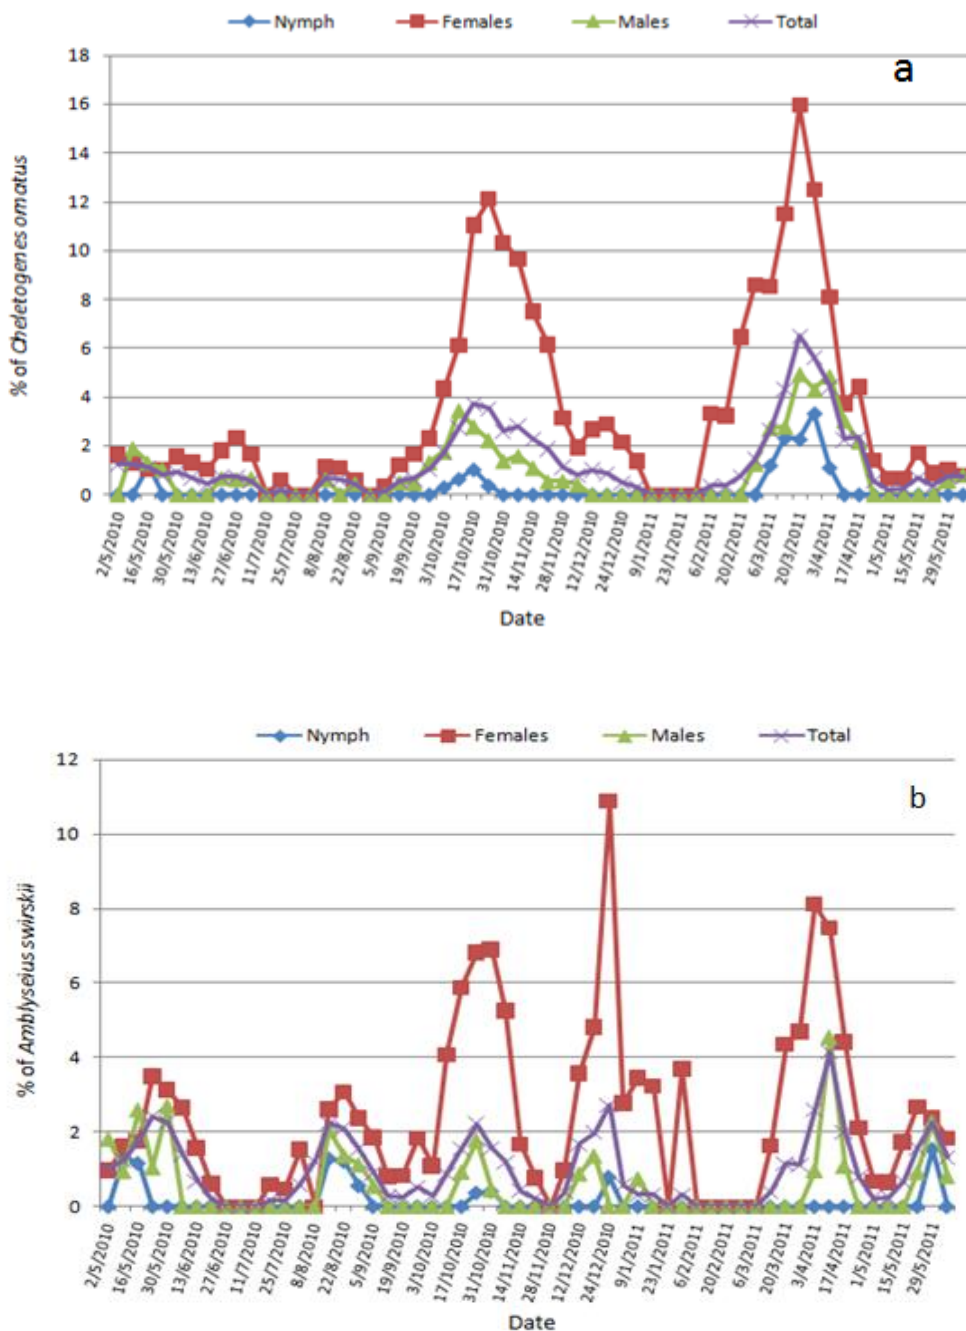 Nymph Females Males Total
a
18
16
14
12
10
8
6
4
2
0
% of Cheletogenes omatus
2/5/2010 16/5/2010 30/5/2010 13/6/2010 27/6/2010 11/7/2010 25/7/2010 8/8/2010 22/8/2010 5/9/2010 19/9/2010 3/10/2010 17/10/2010 31/10/2010 14/11/2010 28/11/2010 12/12/2010 24/12/2010 9/1/2011 23/1/2011 6/2/2011 20/2/2011 6/3/2011 20/3/2011 3/4/2011 17/4/2011 1/5/2011 15/5/2011 29/5/2011
Date
Nymph Females Males Total
b
12
10
8
6
4
2
0
% of Amblyseius swirskii
2/5/2010 16/5/2010 30/5/2010 13/6/2010 27/6/2010 11/7/2010 25/7/2010 8/8/2010 22/8/2010 5/9/2010 19/9/2010 3/10/2010 17/10/2010 31/10/2010 14/11/2010 28/11/2010 12/12/2010 24/12/2010 9/1/2011 23/1/2011 6/2/2011 20/2/2011 6/3/2011 20/3/2011 3/4/2011 17/4/2011 1/5/2011 15/5/2011 29/5/2011
Date